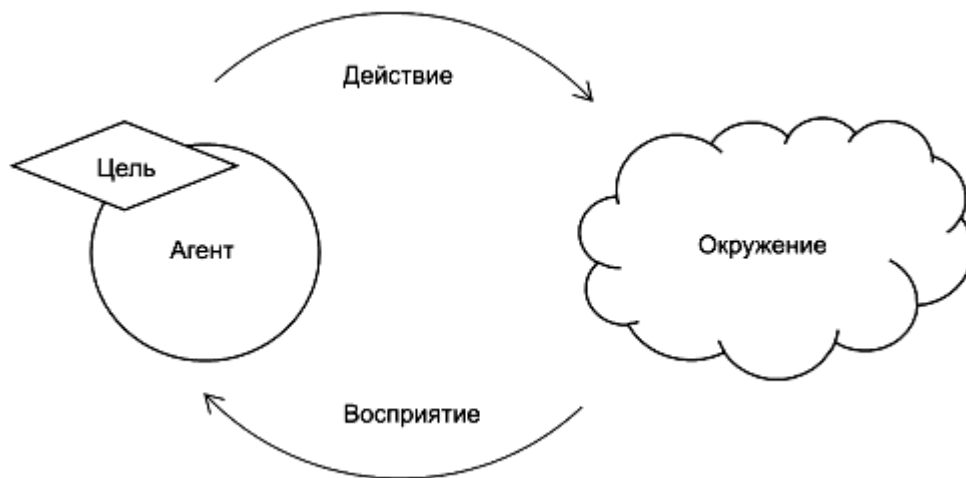 Действие
Цель
Агент
Окружение
Восприятие